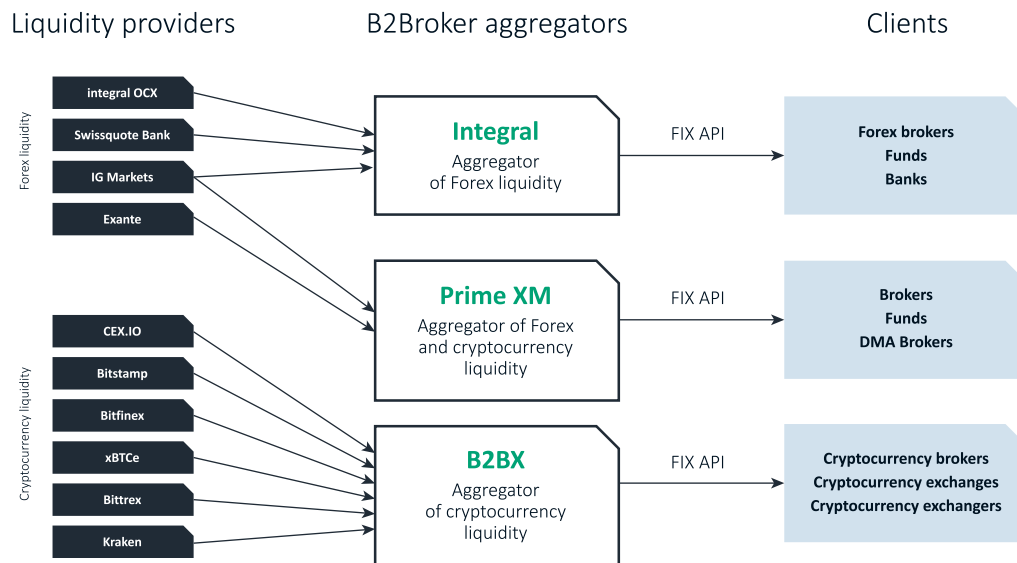 Liquidity providers
B2Broker aggregators
Clients
Forex liquidity
integral OCX
Swissquote Bank
IG Markets
Exante
Cryptocurrency liquidity
CEX.IO
Bitstamp
Bitfinex
xBTCe
Bittrex
Kraken
Integral
Aggregator
of Forex liquidity
FIX API
Forex brokers
Funds
Banks
Prime XM
Aggregator of Forex
and cryptocurrency
liquidity
FIX API
Brokers
Funds
DMA Brokers
B2BX
Aggregator
of cryptocurrency
liquidity
FIX API
Cryptocurrency brokers
Cryptocurrency exchanges
Cryptocurrency exchangers